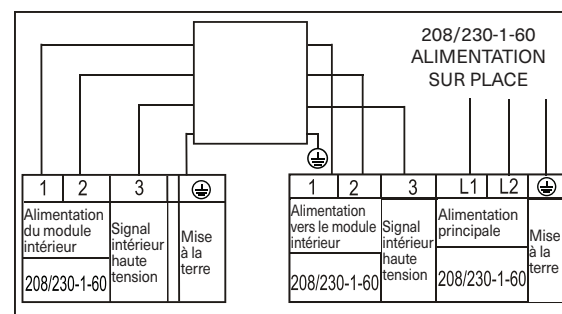 208/230-1-60
ALIMENTATION
SUR PLACE
1 2 3
Alimentation
du module
intérieur
208/230-1-60
Signal
intérieur
haute
tension
Mise
à la
terre
1 2 3 L1 L2
Alimentation
vers le module
intérieur
208/230-1-60
Signal
intérieur
haute
tension
Alimentation
principale
208/230-1-60
Mise
à la
terre